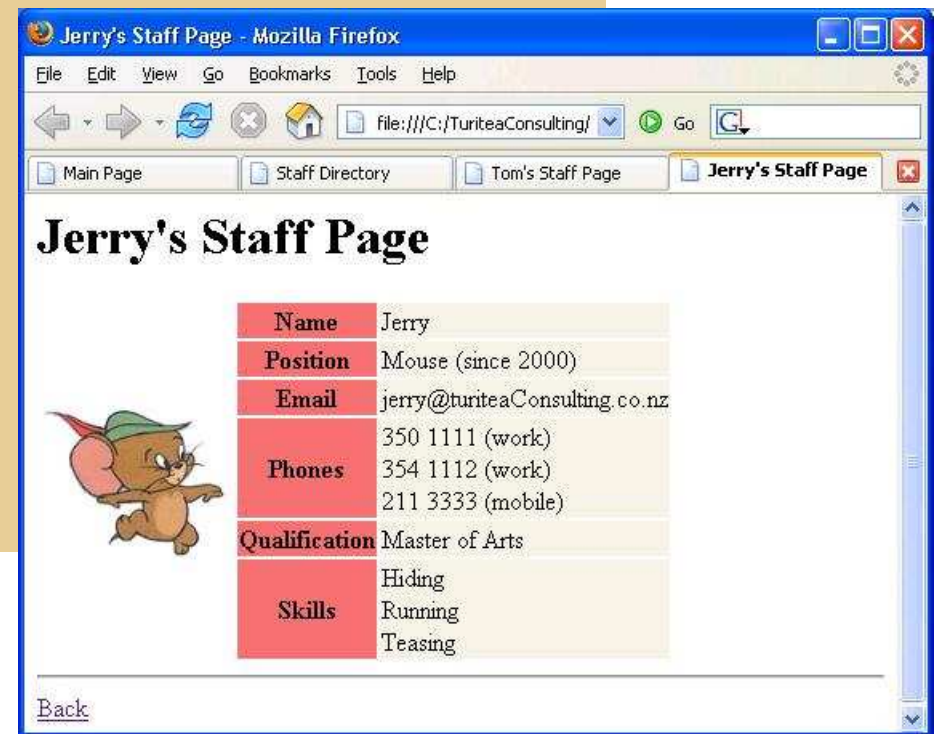 Jerry's Staff Page - Mozilla Firefox
File Edit View Go Bookmarks Tools Help
file:///C:/TuriteaConsulting/ Go G
Main Page Staff Directory Tom's Staff Page Jerry's Staff Page
Jerry's Staff Page
Name Jerry
Position Mouse (since 2000)
Email jerry@turiteaConsulting.co.nz
Phones 350 1111 (work)
354 1112 (work)
211 3333 (mobile)
Qualification Master of Arts
Skills Hiding
Running
Teasing
Back